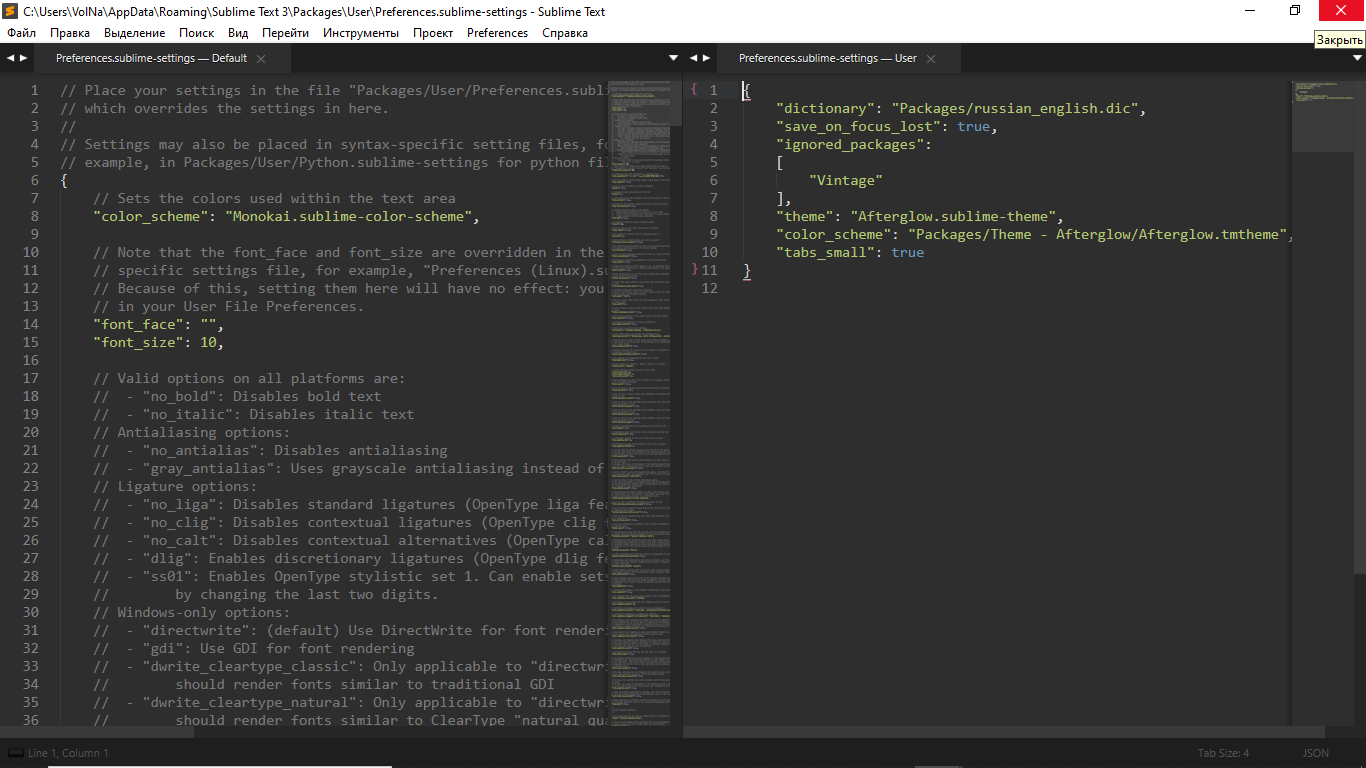 C:\Users\VolNa\AppData\Roaming\Sublime Text 3\Packages\User\Preferences.sublime-settings - Sublime Text
Файл Правка Выделение Поиск Вид Перейти Инструменты Проект Preferences Справка
Закрыть
Preferences.sublime-settings — Default
1 // Place your settings in the file "Packages/User/Preferences.subl
2 // which overrides the settings in here.
3 //
4 // Settings may also be placed in syntax-specific setting files, fo
5 // example, in Packages/User/Python.sublime-settings for python fi
6 {
7 // Sets the colors used within the text area
8 "color_scheme": "Monokai.sublime-color-scheme",
9
10 // Note that the font_face and font_size are overridden in the
11 // specific settings file, for example, "Preferences (Linux).su
12 // Because of this, setting them here will have no effect: you
13 // in your User File Preferences.
14 "font_face": "",
15 "font_size": 10,
16
17 // Valid options on all platforms are:
18 // - "no_bold": Disables bold text
19 // - "no_italic": Disables italic text
20 // Antialiasing options:
21 // - "no_antialias": Disables antialiasing
22 // - "gray_antialias": Uses grayscale antialiasing instead of
23 // Ligature options:
24 // - "no_liga": Disables standard ligatures (OpenType liga fea
25 // - "no_clig": Disables contextual ligatures (OpenType clig
26 // - "no_calt": Disables contextual alternatives (OpenType ca
27 // - "dlig": Enables discretionary ligatures (OpenType dlig fe
28 // - "ss01": Enables OpenType stylistic set 1. Can enable set
29 // by changing the last two digits.
30 // Windows-only options:
31 // - "directwrite": (default) Use DirectWrite for font render
32 // - "gdi": Use GDI for font rendering
33 // - "dwrite_cleartype_classic": Only applicable to "directwr
34 // should render fonts similar to traditional GDI
35 // - "dwrite_cleartype_natural": Only applicable to "directwr
36 // should render fonts similar to ClearType "natural qu
Preferences.sublime-settings — User
{ 1 {
2 "dictionary": "Packages/russian_english.dic",
3 "save_on_focus_lost": true,
4 "ignored_packages":
5 [
6 "Vintage"
7 ],
8 "theme": "Afterglow.sublime-theme",
9 "color_scheme": "Packages/Theme - Afterglow/Afterglow.tmtheme",
10 "tabs_small": true
} 11 }
12
Line 1, Column 1
Tab Size: 4
JSON